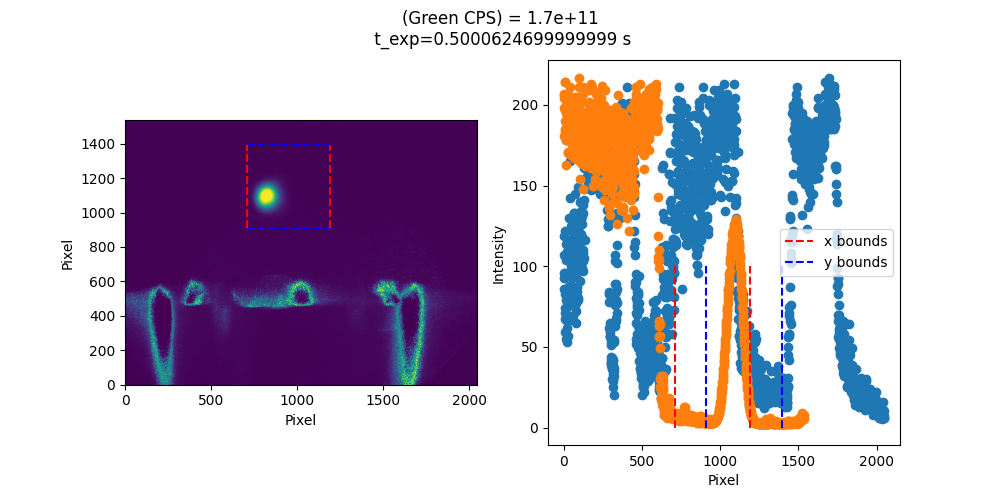 (Green CPS) = 1.7e+11
t_exp=0.5000624699999999 s
1400
1200
1000
800
600
400
200
0
Pixel
0
500
1000
1500
2000
Pixel
200
150
100
50
0
Intensity
x bounds
y bounds
0
500
1000
1500
2000
Pixel